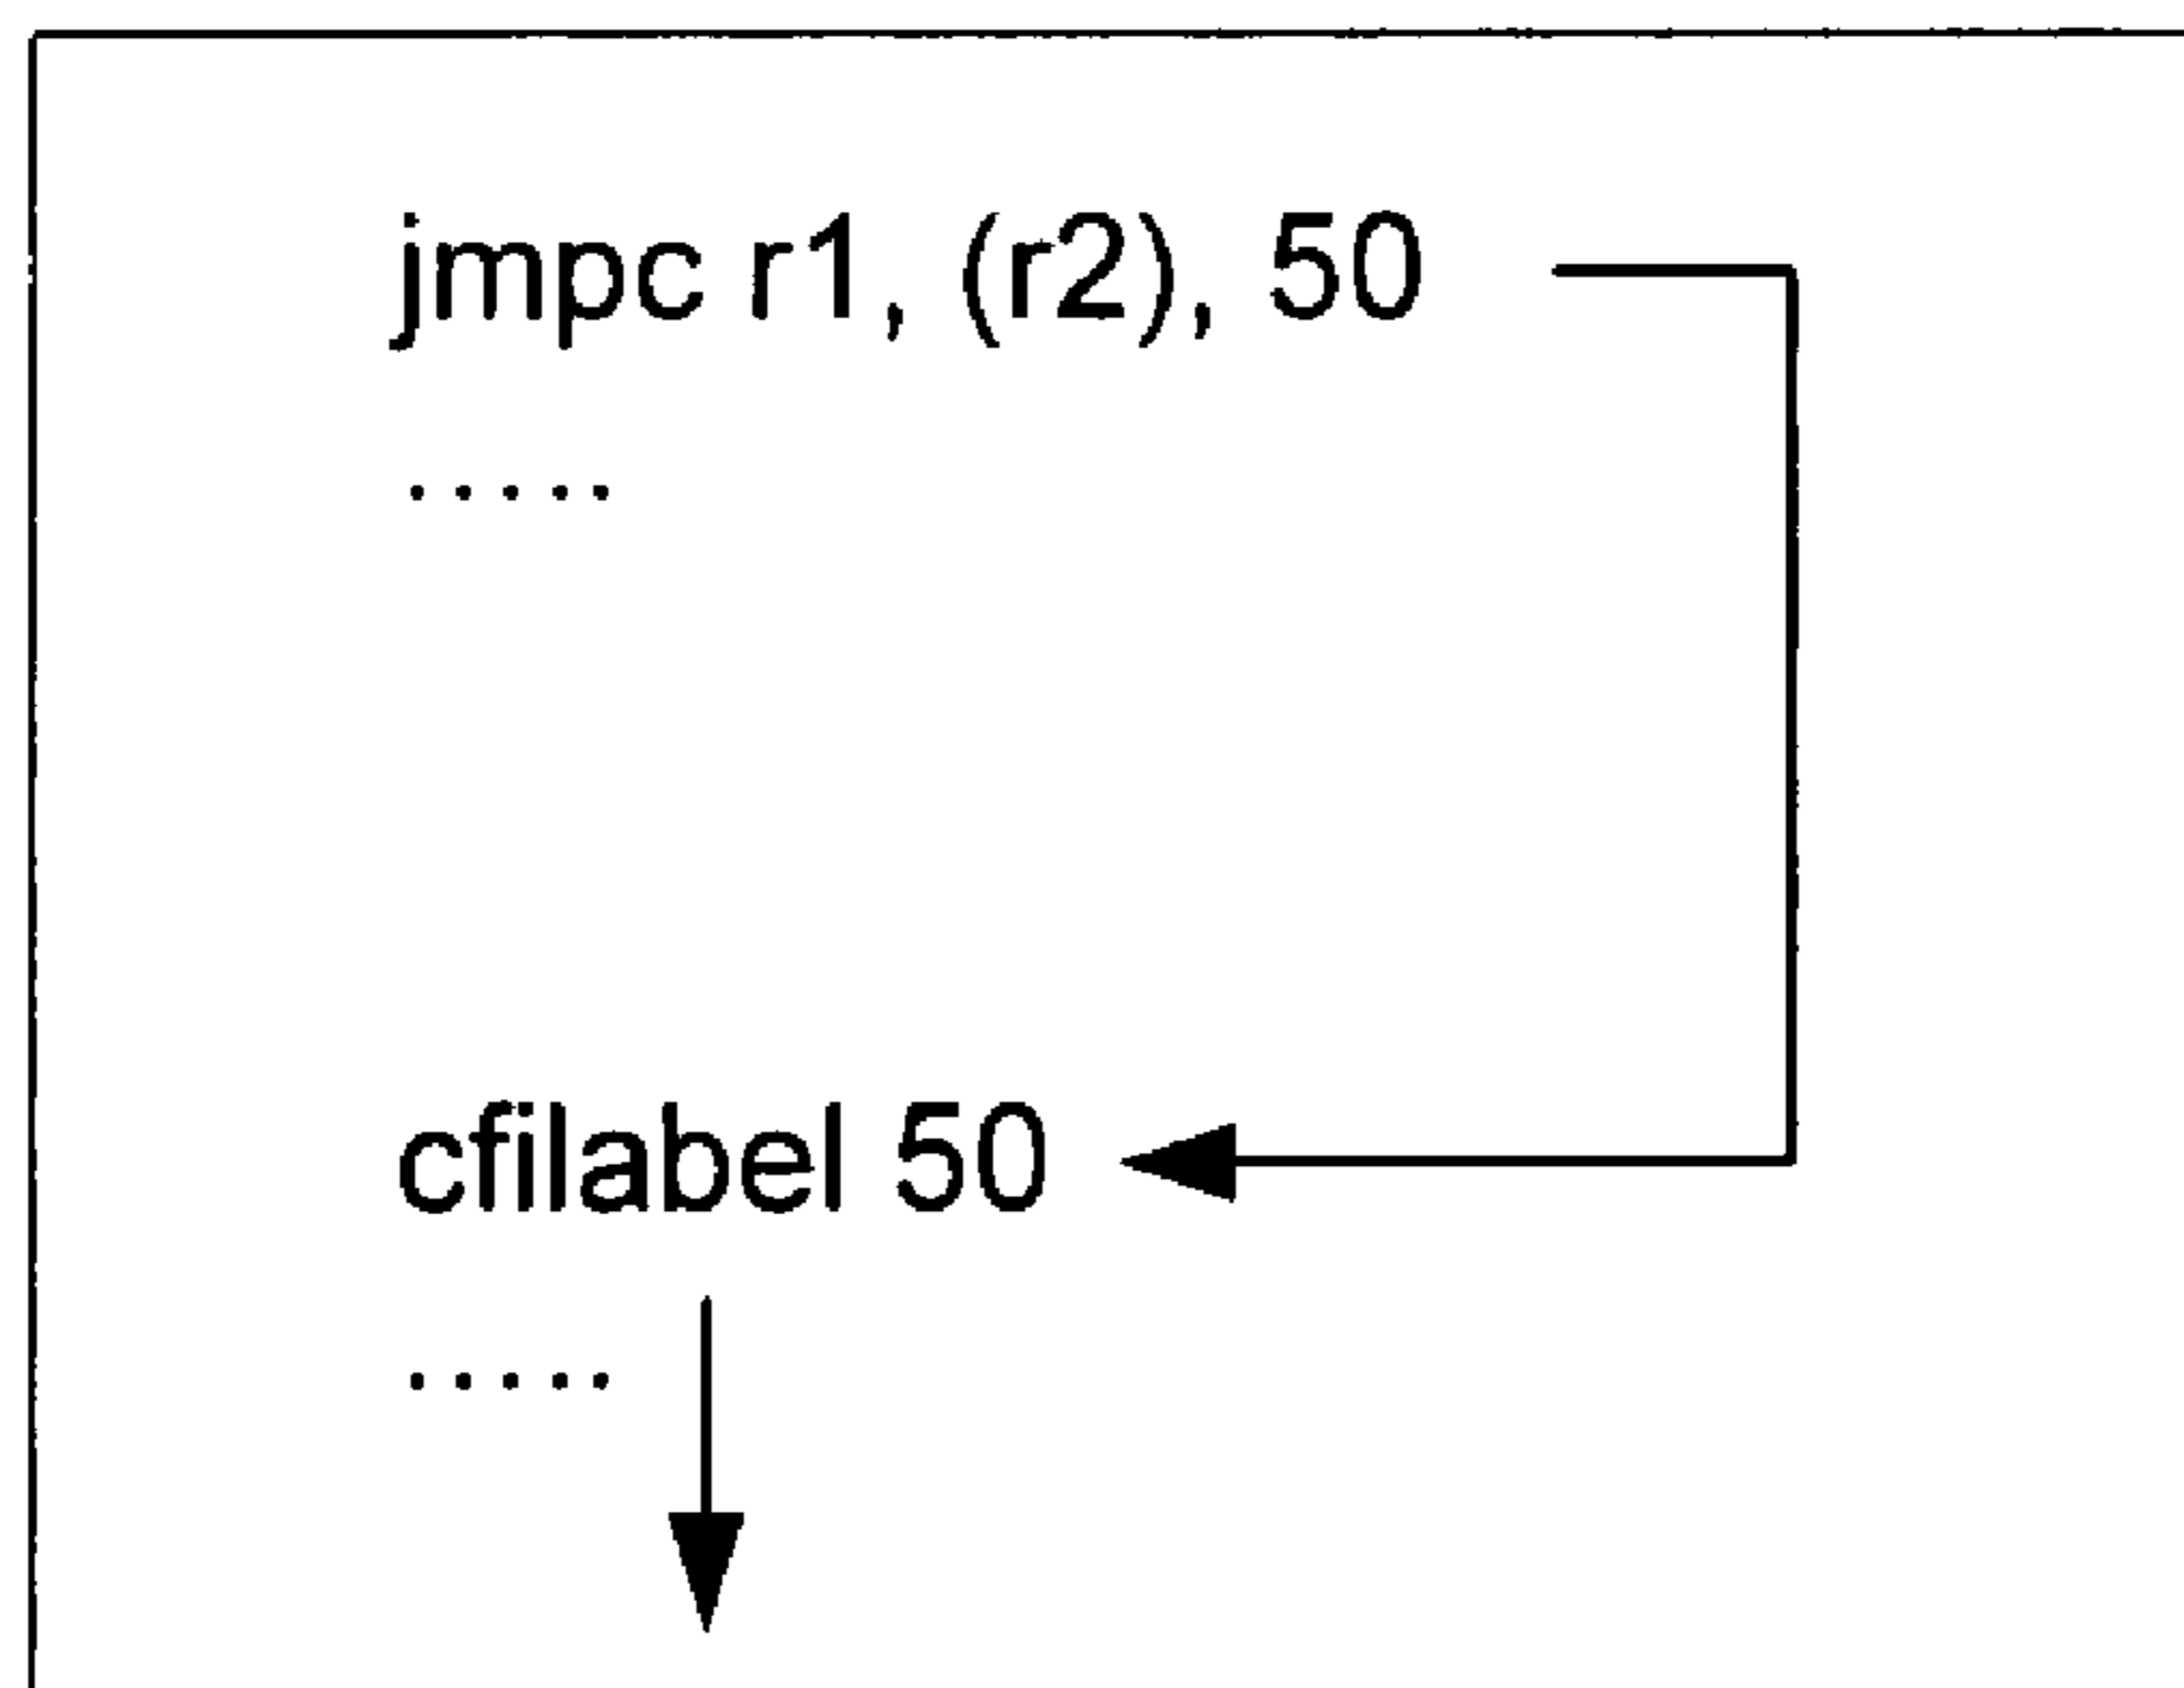 jmpc r1, (r2), 50
.....
cfilabel 50
.....